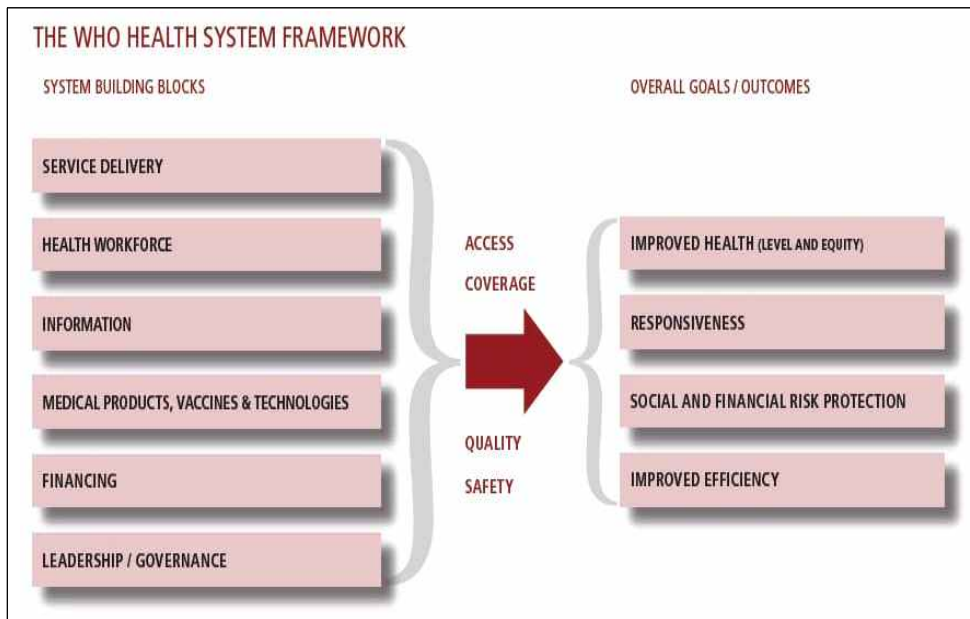 THE WHO HEALTH SYSTEM FRAMEWORK
SYSTEM BUILDING BLOCKS
SERVICE DELIVERY
HEALTH WORKFORCE
INFORMATION
MEDICAL PRODUCTS, VACCINES & TECHNOLOGIES
FINANCING
LEADERSHIP / GOVERNANCE
ACCESS
COVERAGE
QUALITY
SAFETY
OVERALL GOALS / OUTCOMES
IMPROVED HEALTH (LEVEL AND EQUITY)
RESPONSIVENESS
SOCIAL AND FINANCIAL RISK PROTECTION
IMPROVED EFFICIENCY